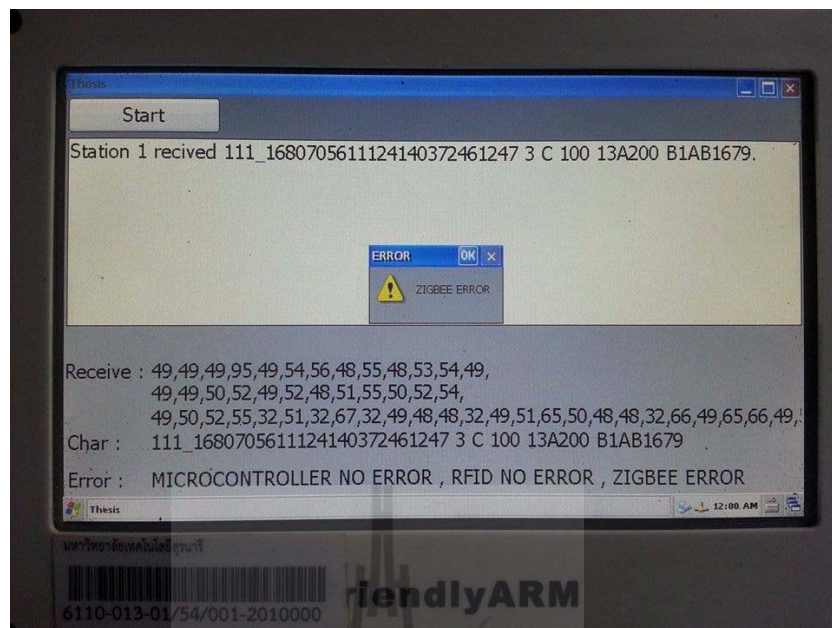 Thesis
Start
Station 1 recived 111_16807056111124140372461247 3 C 100 13A200 B1AB1679.
ERROR OK
ZIGBEE ERROR
Receive : 49,49,49,95,49,54,56,48,55,48,53,54,49,
49,49,50,52,49,52,48,51,55,50,52,54,
49,50,52,55,32,51,32,67,32,49,48,48,32,49,51,65,50,48,48,32,66,49,65,66,49,
Char : 111_1680705611124140372461247 3 C 100 13A200 B1AB1679
Error : MICROCONTROLLER NO ERROR , RFID NO ERROR , ZIGBEE ERROR
Thesis 12:00 AM
มหาวิทยาลัยเทคโนโลยีสุรนารี
6110-013-01/54/001-2010000
riendlyARM